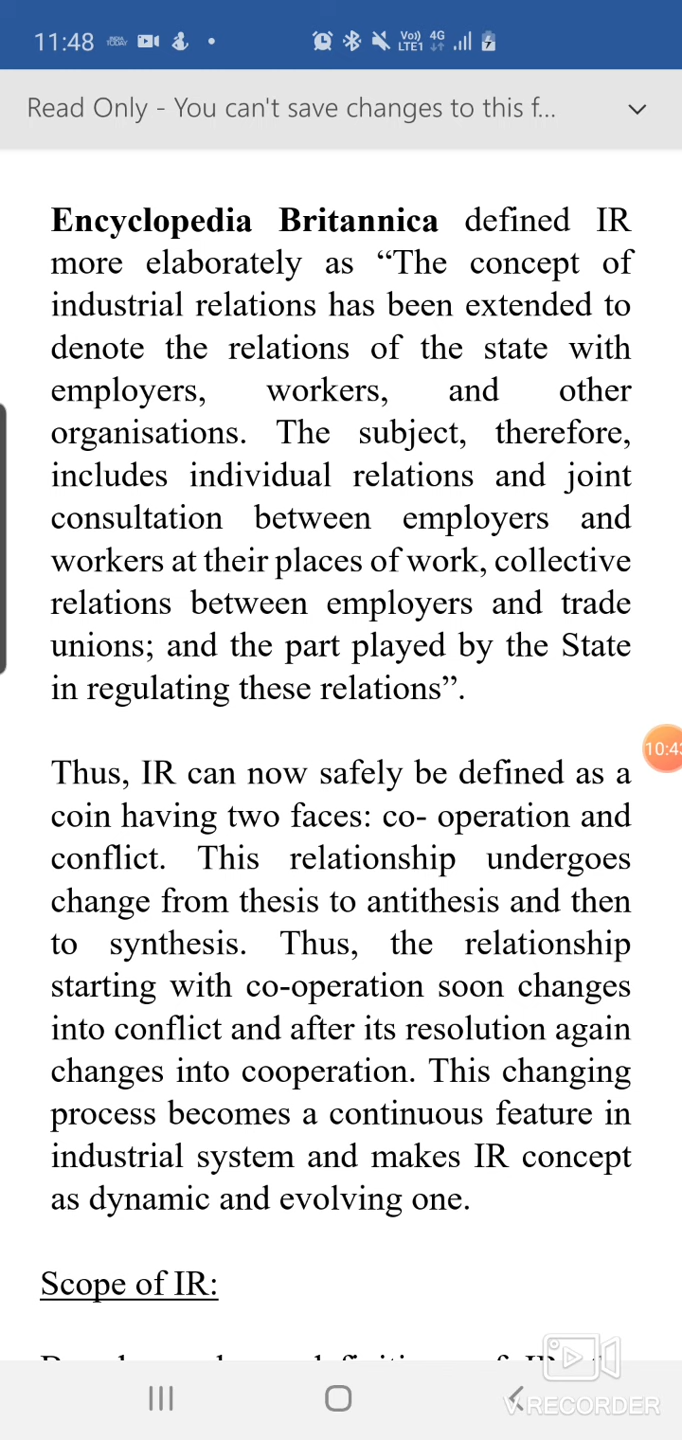 11:48
Vo)) 4G
LTE1
Read Only - You can't save changes to this f...
Encyclopedia Britannica defined IR
more elaborately as “The concept of
industrial relations has been extended to
denote the relations of the state with
employers, workers, and other
organisations. The subject, therefore,
includes individual relations and joint
consultation between employers and
workers at their places of work, collective
relations between employers and trade
unions; and the part played by the State
in regulating these relations”.
10:43
Thus, IR can now safely be defined as a
coin having two faces: co- operation and
conflict. This relationship undergoes
change from thesis to antithesis and then
to synthesis. Thus, the relationship
starting with co-operation soon changes
into conflict and after its resolution again
changes into cooperation. This changing
process becomes a continuous feature in
industrial system and makes IR concept
as dynamic and evolving one.
Scope of IR:
V RECORDER